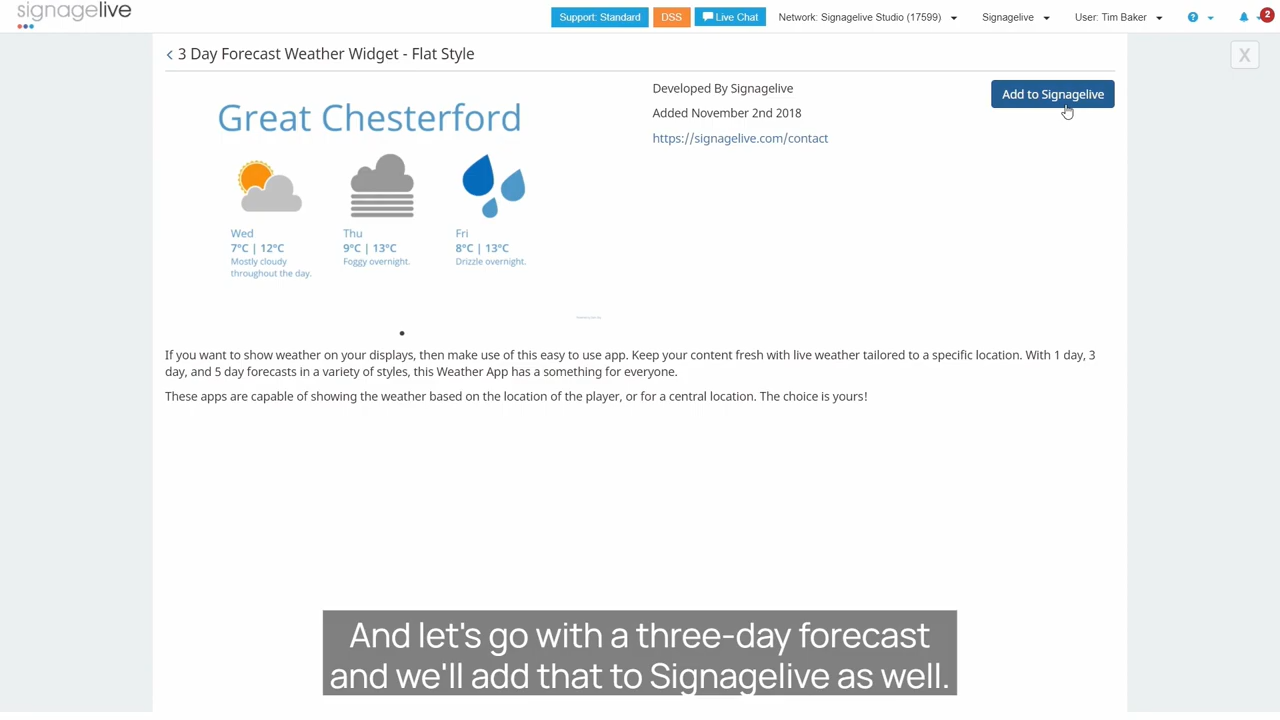 signagelive
Support: Standard
DSS
Live Chat
Network: Signagelive Studio (17599)
Signagelive
User: Tim Baker
?
2
< 3 Day Forecast Weather Widget - Flat Style
X
Great Chesterford
Wed
7°C | 12°C
Mostly cloudy
throughout the day.
Thu
9°C | 13°C
Foggy overnight.
Fri
8°C | 13°C
Drizzle overnight.
Developed By Signagelive
Added November 2nd 2018
https://signagelive.com/contact
Add to Signagelive
If you want to show weather on your displays, then make use of this easy to use app. Keep your content fresh with live weather tailored to a specific location. With 1 day, 3
day, and 5 day forecasts in a variety of styles, this Weather App has a something for everyone.
These apps are capable of showing the weather based on the location of the player, or for a central location. The choice is yours!
And let's go with a three-day forecast
and we'll add that to Signagelive as well.